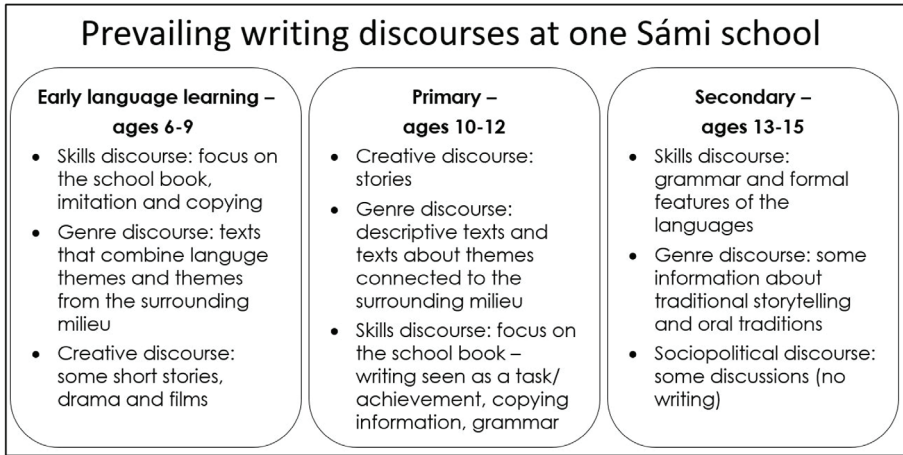 Prevailing writing discourses at one Sámi school
Early language learning –
ages 6-9
• Skills discourse: focus on
the school book,
imitation and copying
• Genre discourse: texts
that combine languge
themes and themes
from the surrounding
milieu
• Creative discourse:
some short stories,
drama and films
Primary –
ages 10-12
• Creative discourse:
stories
• Genre discourse:
descriptive texts and
texts about themes
connected to the
surrounding milieu
• Skills discourse: focus on
the school book –
writing seen as a task/
achievement, copying
information, grammar
Secondary –
ages 13-15
• Skills discourse:
grammar and formal
features of the
languages
• Genre discourse: some
information about
traditional storytelling
and oral traditions
• Sociopolitical discourse:
some discussions (no
writing)